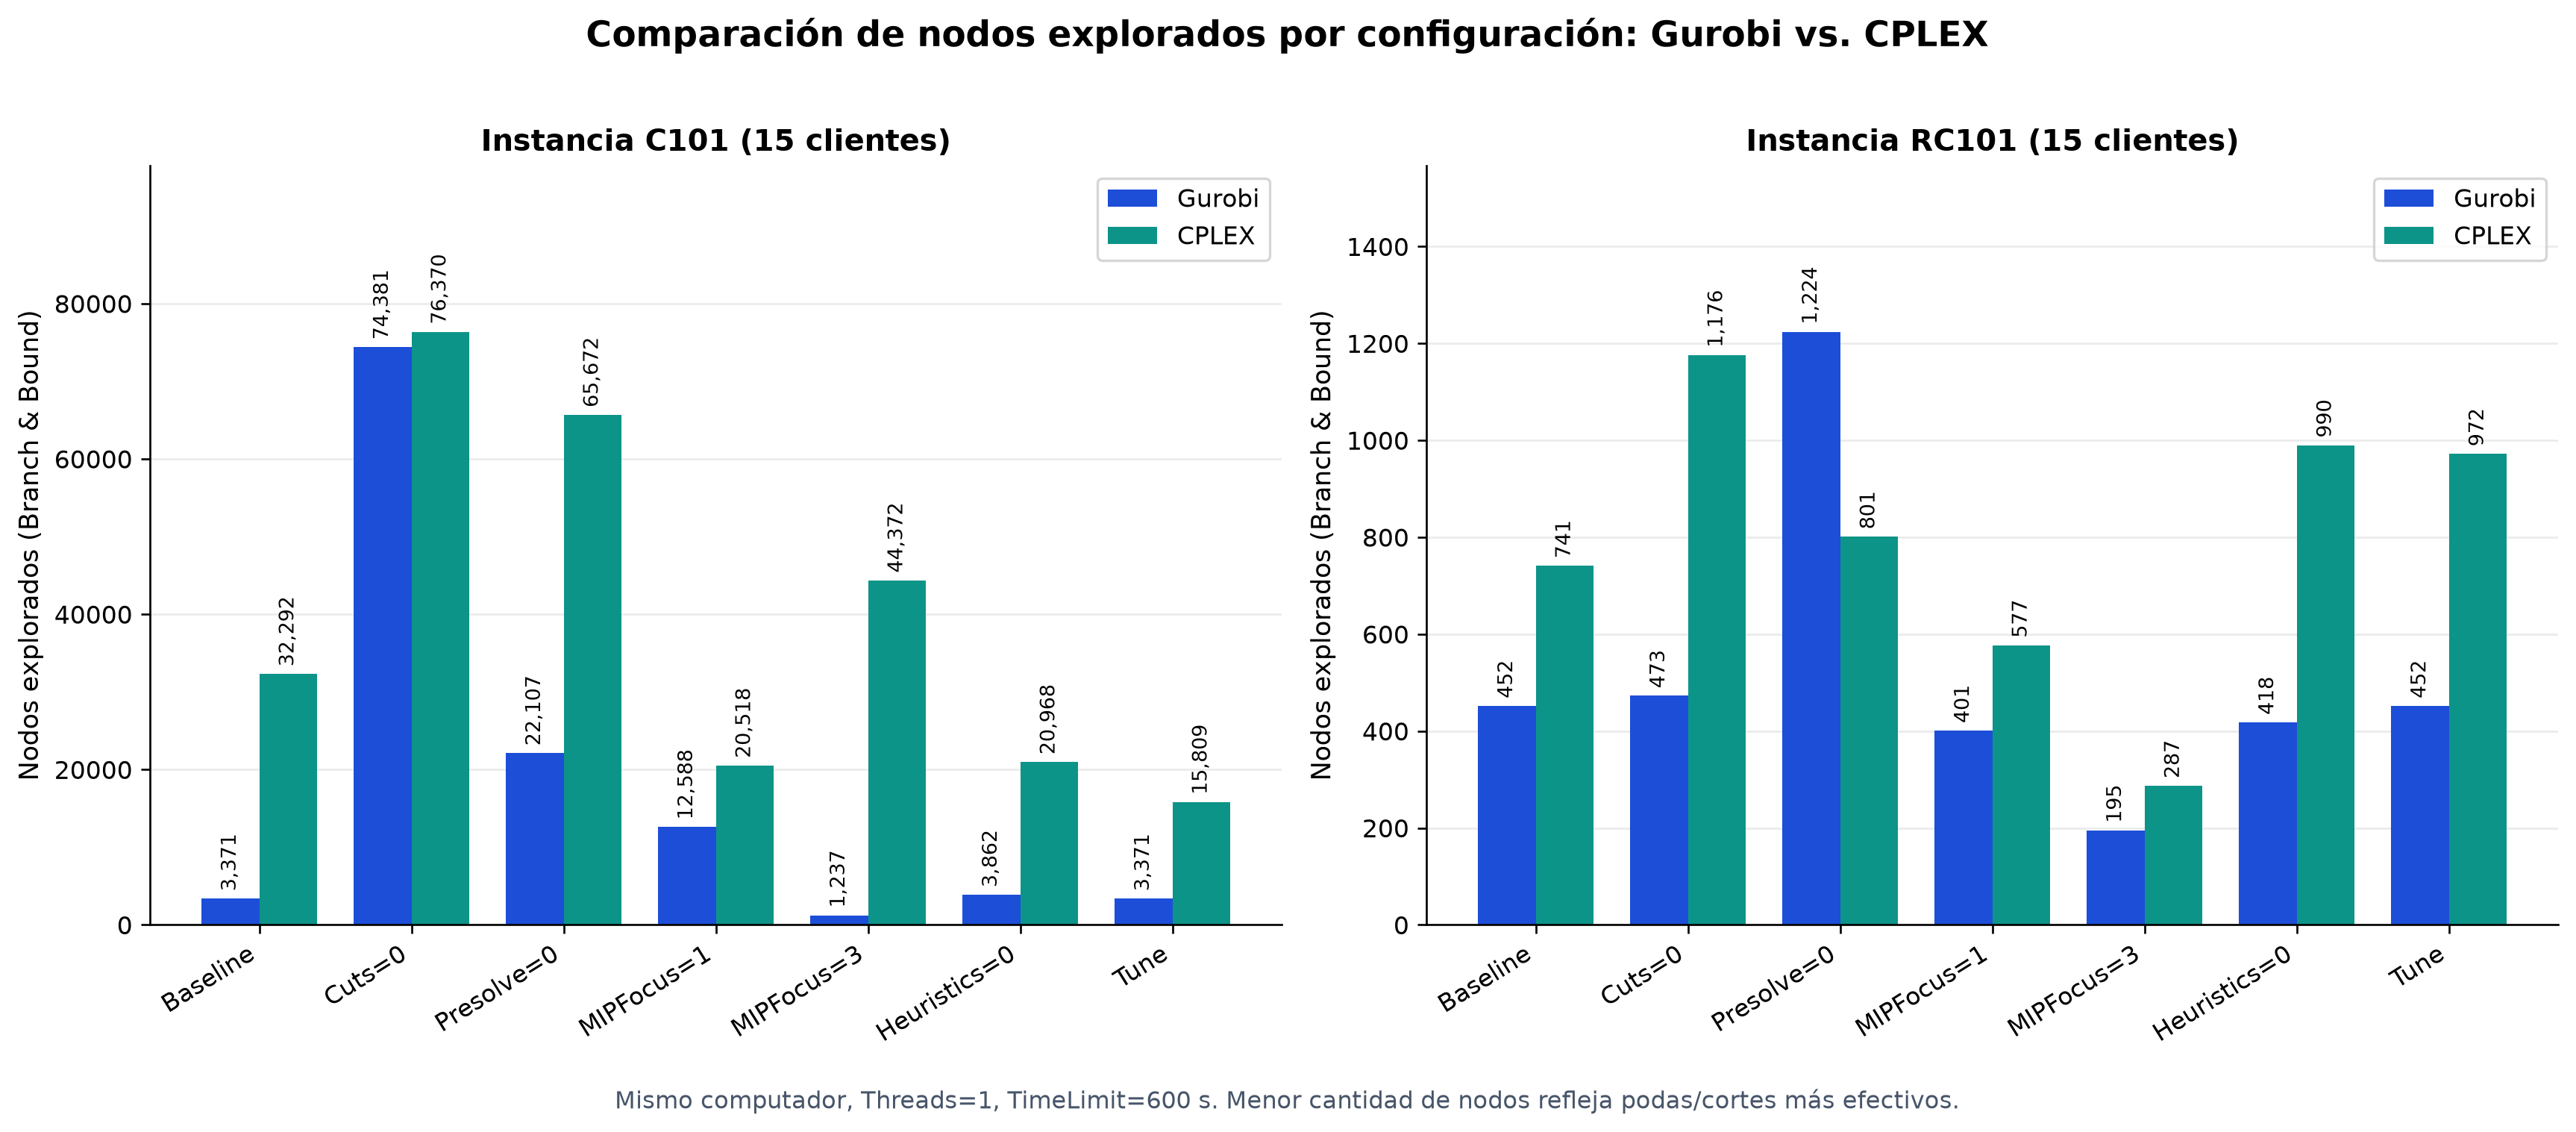 Comparación de nodos explorados por configuración: Gurobi vs. CPLEX
Instancia C101 (15 clientes)
Nodos explorados (Branch & Bound)
80000
60000
40000
20000
0
Gurobi
CPLEX
3,371
32,292
74,381
76,370
22,107
65,672
12,588
20,518
1,237
44,372
3,862
20,968
3,371
15,809
Baseline
Cuts=0
Presolve=0
MIPFocus=1
MIPFocus=3
Heuristics=0
Tune
Instancia RC101 (15 clientes)
Nodos explorados (Branch & Bound)
1400
1200
1000
800
600
400
200
0
Gurobi
CPLEX
452
741
473
1,176
1,224
801
401
577
195
287
418
990
452
972
Baseline
Cuts=0
Presolve=0
MIPFocus=1
MIPFocus=3
Heuristics=0
Tune
Mismo computador, Threads=1, TimeLimit=600 s. Menor cantidad de nodos refleja podas/cortes más efectivos.